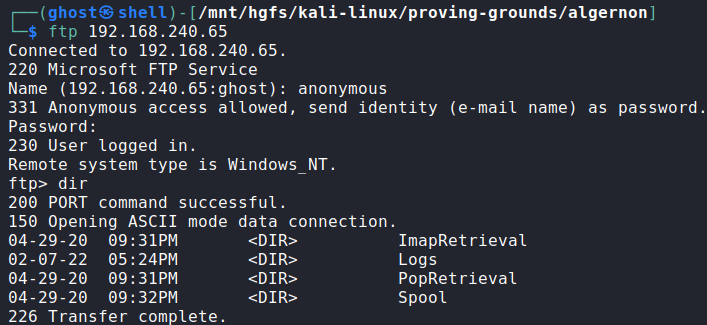 ┌──(ghost㉿shell)-[/mnt/hgfs/kali-linux/proving-grounds/algernon]
└─$ ftp 192.168.240.65
Connected to 192.168.240.65.
220 Microsoft FTP Service
Name (192.168.240.65:ghost): anonymous
331 Anonymous access allowed, send identity (e-mail name) as password.
Password:
230 User logged in.
Remote system type is Windows_NT.
ftp> dir
200 PORT command successful.
150 Opening ASCII mode data connection.
04-29-20  09:31PM       <DIR>          ImapRetrieval
02-07-22  05:24PM       <DIR>          Logs
04-29-20  09:31PM       <DIR>          PopRetrieval
04-29-20  09:32PM       <DIR>          Spool
226 Transfer complete.